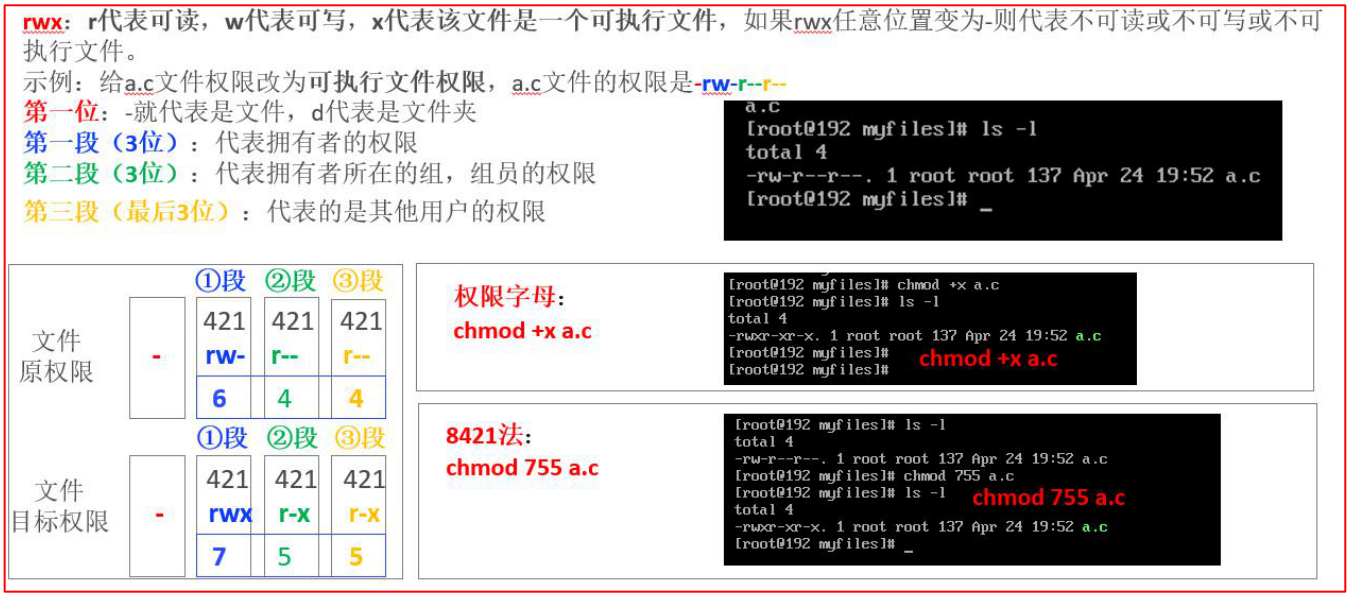 rwx：r代表可读，w代表可写，x代表该文件是一个可执行文件，如果rwx任意位置变为-则代表不可读或不可写或不可
执行文件。
示例：给a.c文件权限改为可执行文件权限，a.c文件的权限是-rw-r--r--
第一位：-就代表是文件，d代表是文件夹
第一段（3位）：代表拥有者的权限
第二段（3位）：代表拥有者所在的组，组员的权限
第三段（最后3位）：代表的是其他用户的权限
a.c
[root@192 myfiles]# ls -l
total 4
-rw-r--r--. 1 root root 137 Apr 24 19:52 a.c
[root@192 myfiles]# _
①段 ②段 ③段
文件
原权限
-
421 421 421
rw- r-- r--
6 4 4
①段 ②段 ③段
文件
目标权限
-
421 421 421
rwx r-x r-x
7 5 5
权限字母：
chmod +x a.c
[root@192 myfiles]# chmod +x a.c
[root@192 myfiles]# ls -l
total 4
-rwxr-xr-x. 1 root root 137 Apr 24 19:52 a.c
[root@192 myfiles]#
[root@192 myfiles]#
chmod +x a.c
8421法：
chmod 755 a.c
[root@192 myfiles]# ls -l
total 4
-rw-r--r--. 1 root root 137 Apr 24 19:52 a.c
[root@192 myfiles]# chmod 755 a.c
[root@192 myfiles]# ls -l
total 4
-rwxr-xr-x. 1 root root 137 Apr 24 19:52 a.c
[root@192 myfiles]# _
chmod 755 a.c